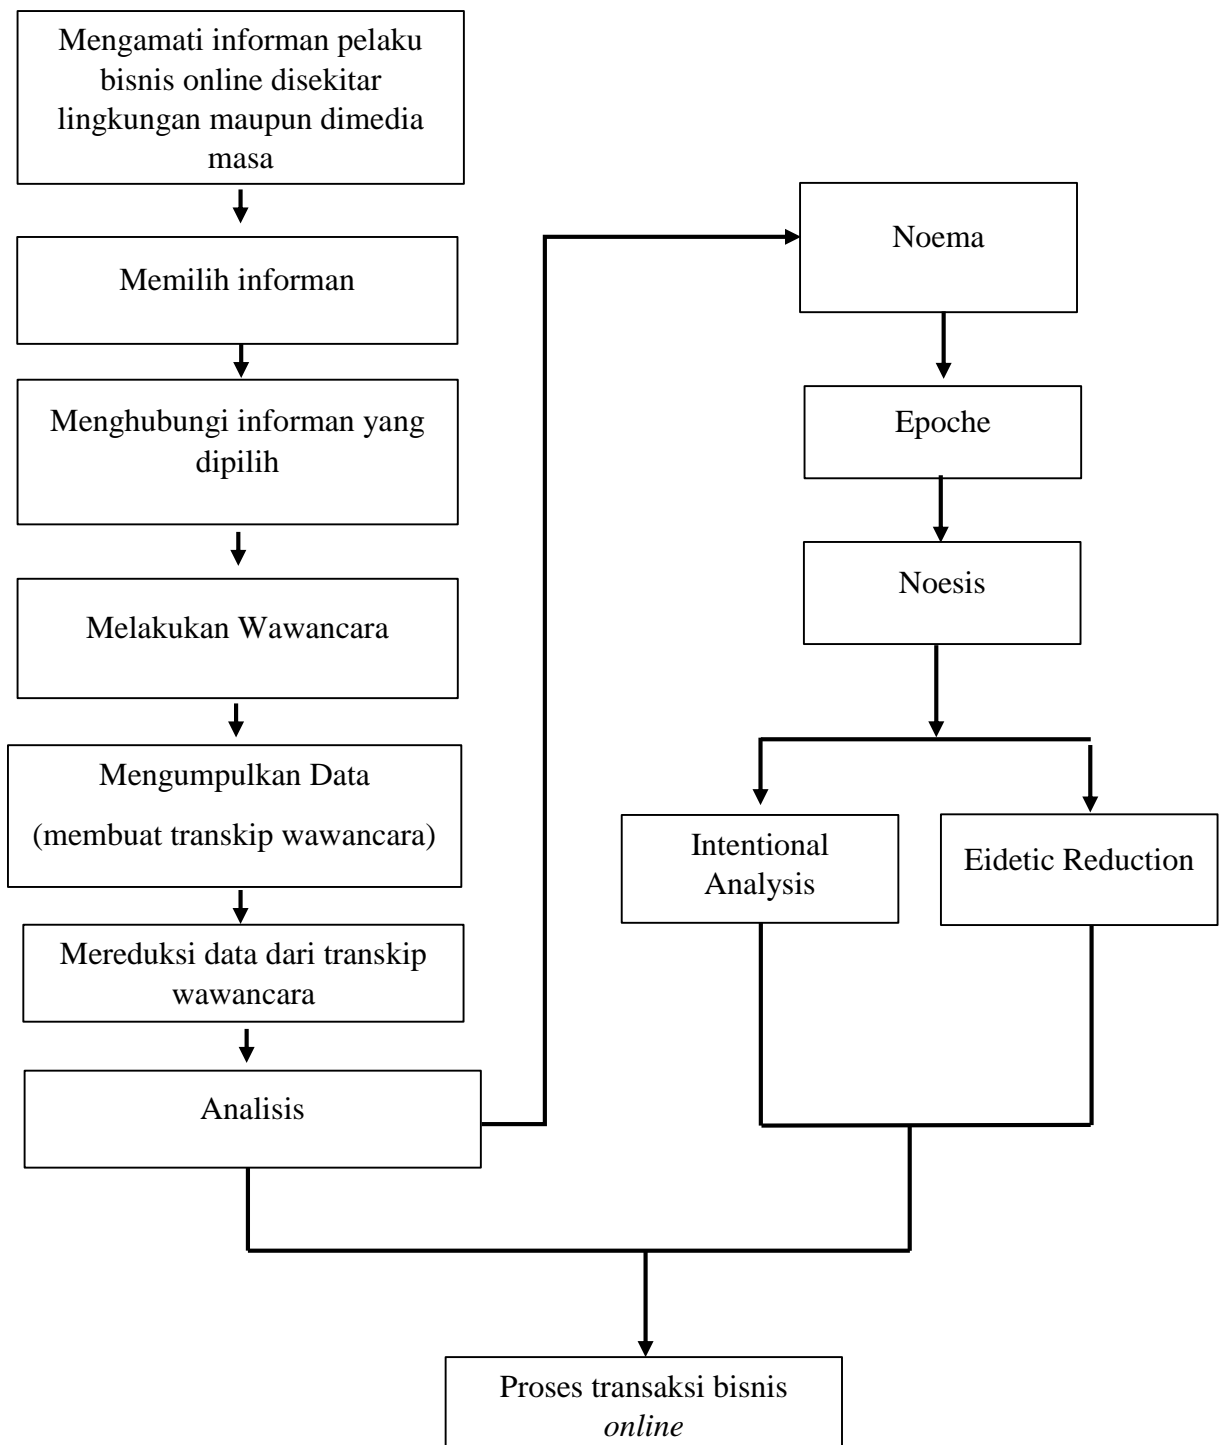 Mengamati informan pelaku
bisnis online disekitar
lingkungan maupun dimedia
masa
Memilih informan
Menghubungi informan yang
dipilih
Melakukan Wawancara
Mengumpulkan Data
(membuat transkip wawancara)
Mereduksi data dari transkip
wawancara
Analisis
Noema
Epoche
Noesis
Intentional
Analysis
Eidetic Reduction
Proses transaksi bisnis
online